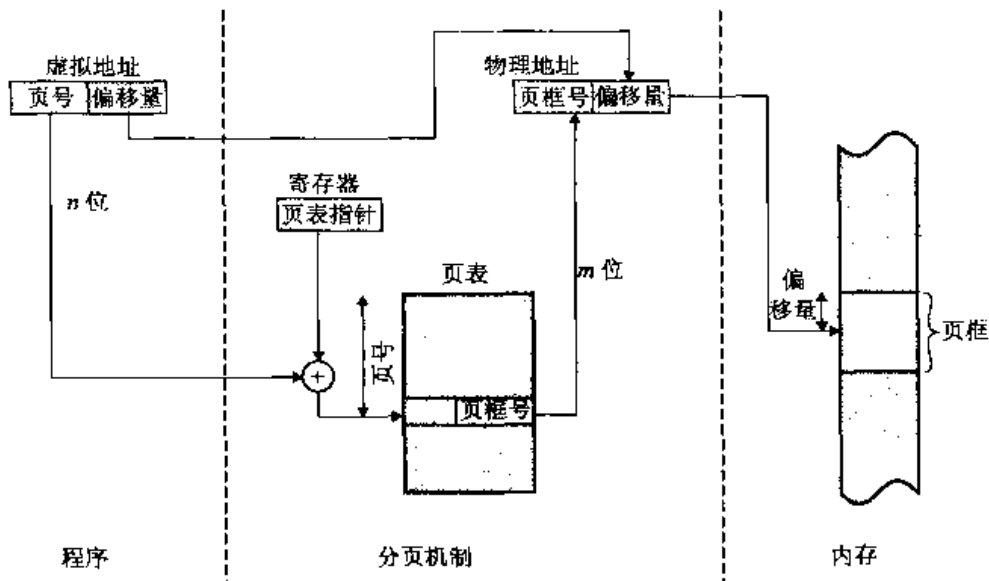 虚拟地址
页号 偏移量
n 位
物理地址
页框号 偏移量
寄存器
页表指针
页表
m 位
页号
+
页框号
偏
移量
页框
程序
分页机制
内存